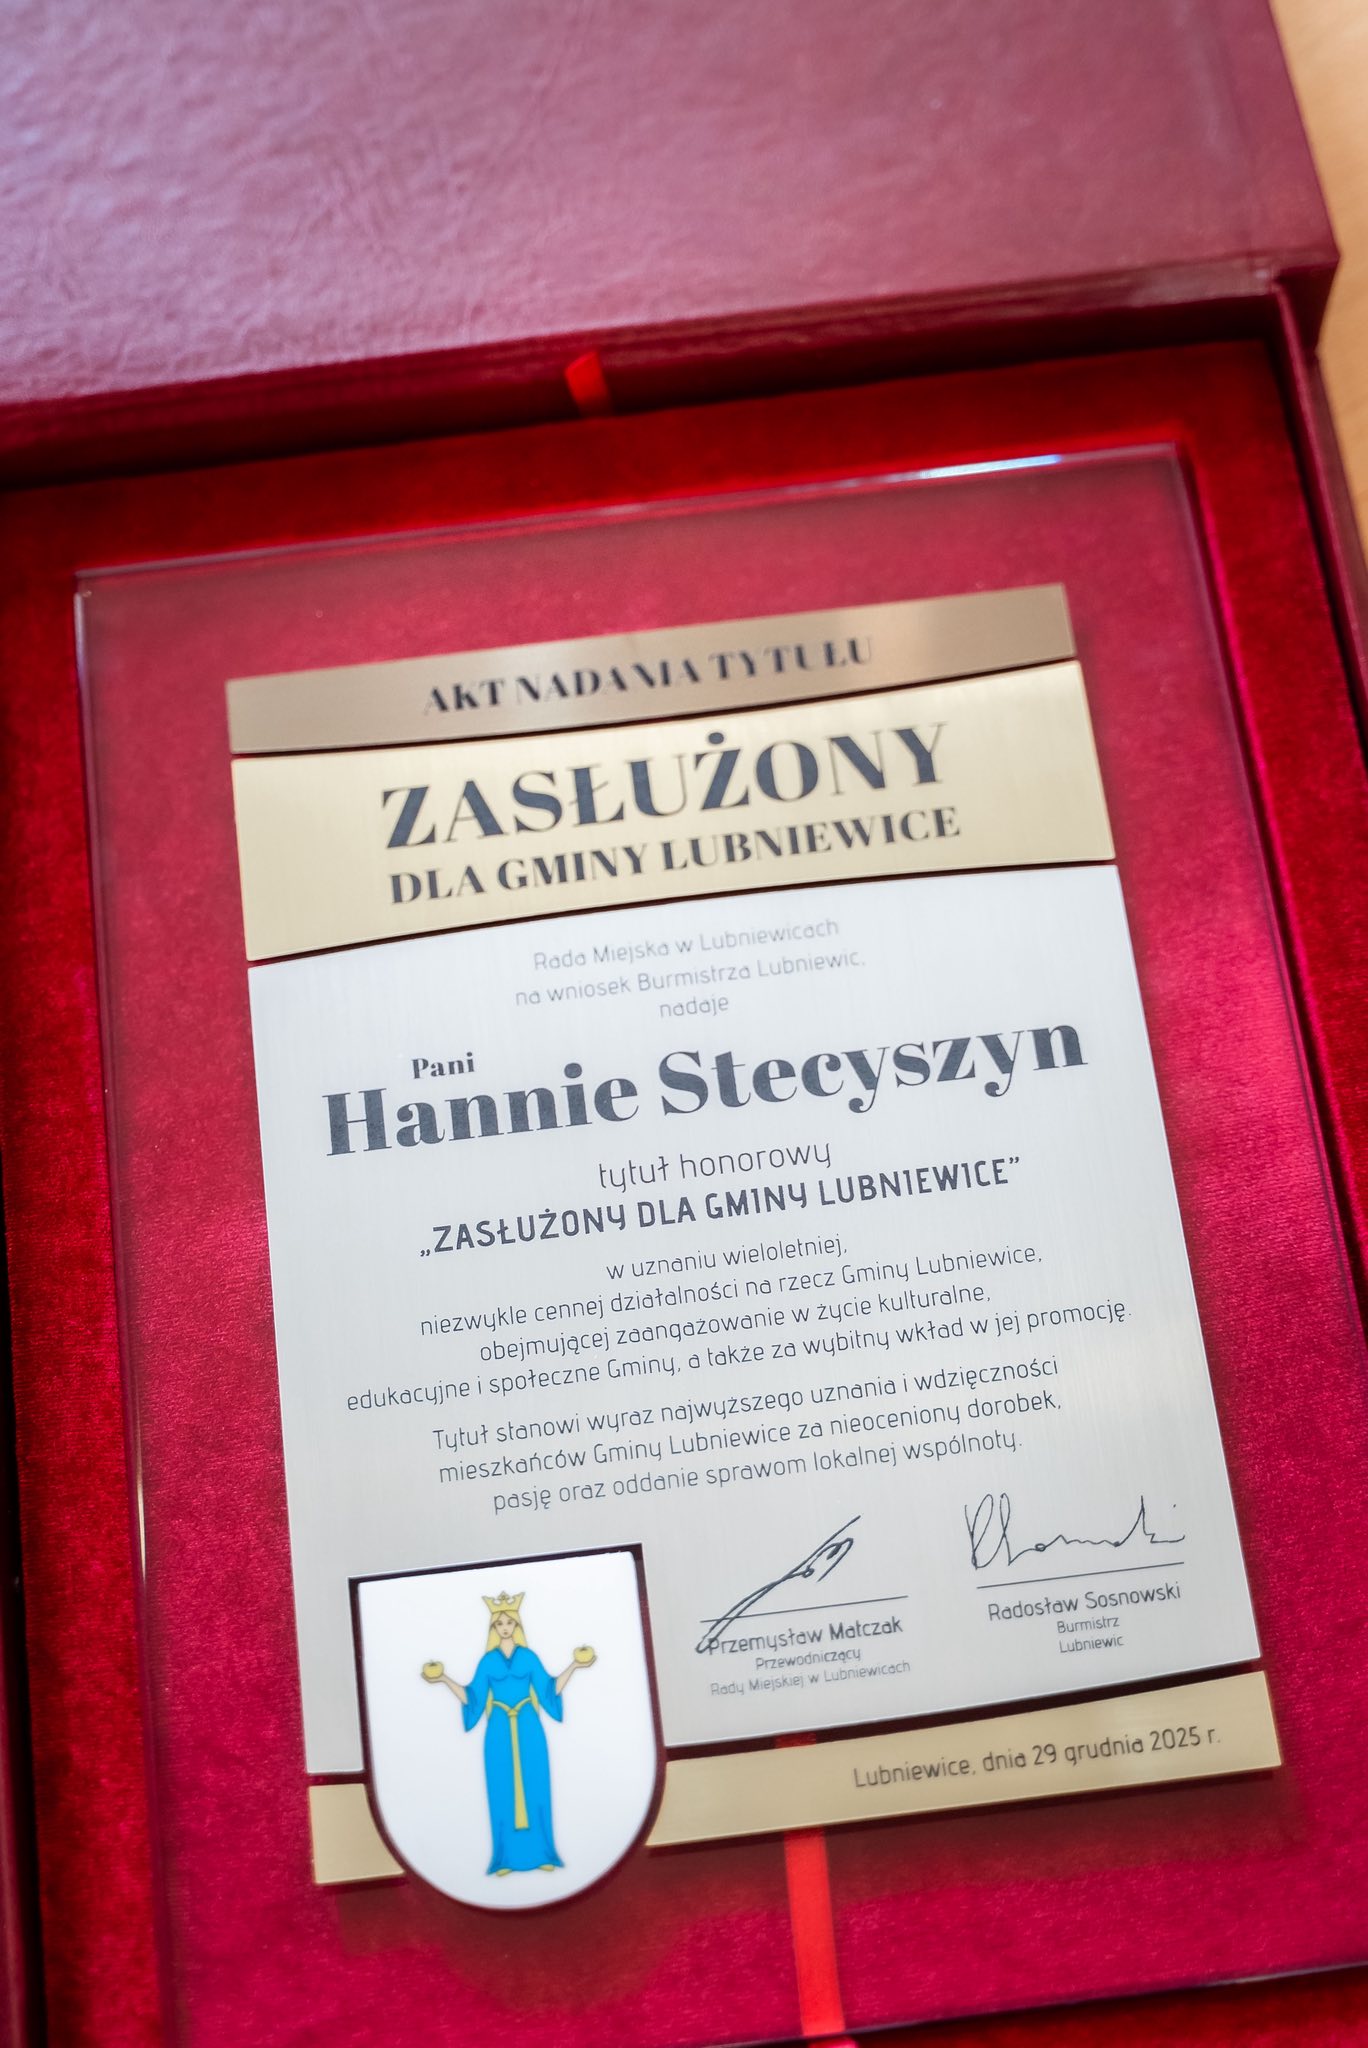 AKT NADANIA TYTUŁU
ZASŁUŻONY
DLA GMINY LUBNIEWICE
Rada Miejska w Lubniewicach
na wniosek Burmistrza Lubniewic,
nadaje
Pani
Hannie Stecyszyn
tytuł honorowy
„ZASŁUŻONY DLA GMINY LUBNIEWICE”
w uznaniu wieloletniej,
niezwykle cennej działalności na rzecz Gminy Lubniewice,
obejmującej zaangażowanie w życie kulturalne,
edukacyjne i społeczne Gminy, a także za wybitny wkład w jej promocję.
Tytuł stanowi wyraz najwyższego uznania i wdzięczności
mieszkańców Gminy Lubniewice za nieoceniony dorobek,
pasję oraz oddanie sprawom lokalnej wspólnoty.
Przemysław Matczak
Przewodniczący
Rady Miejskiej w Lubniewicach
Radosław Sosnowski
Burmistrz
Lubniewic
Lubniewice, dnia 29 grudnia 2025 r.